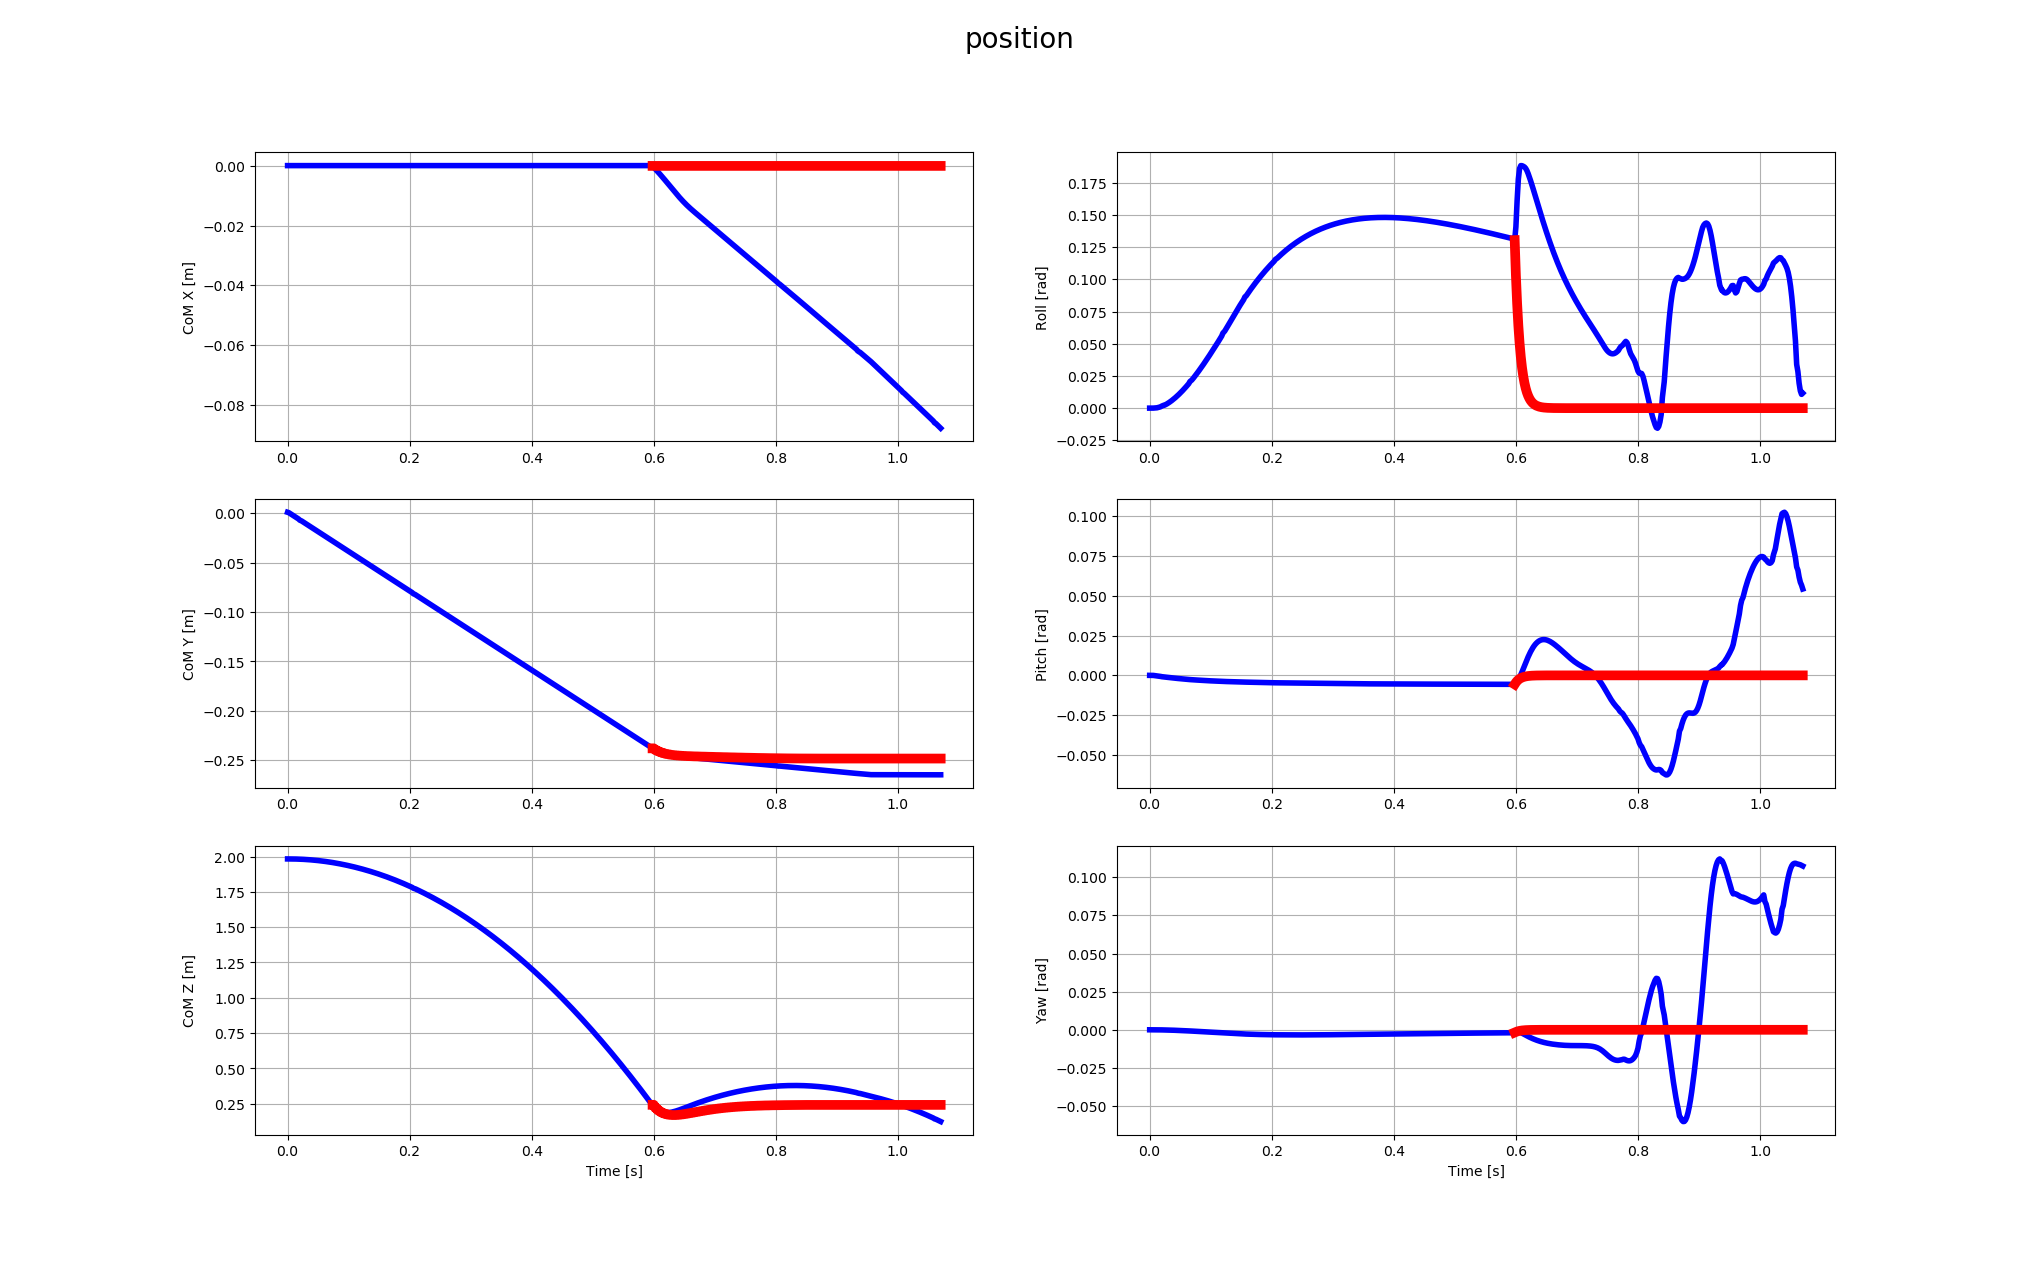 position
CoM X [m]
0.00
−0.02
−0.04
−0.06
−0.08
0.0 0.2 0.4 0.6 0.8 1.0
Roll [rad]
0.175
0.150
0.125
0.100
0.075
0.050
0.025
0.000
−0.025
0.0 0.2 0.4 0.6 0.8 1.0
CoM Y [m]
0.00
−0.05
−0.10
−0.15
−0.20
−0.25
0.0 0.2 0.4 0.6 0.8 1.0
Pitch [rad]
0.100
0.075
0.050
0.025
0.000
−0.025
−0.050
0.0 0.2 0.4 0.6 0.8 1.0
CoM Z [m]
2.00
1.75
1.50
1.25
1.00
0.75
0.50
0.25
0.0 0.2 0.4 0.6 0.8 1.0
Time [s]
Yaw [rad]
0.100
0.075
0.050
0.025
0.000
−0.025
−0.050
0.0 0.2 0.4 0.6 0.8 1.0
Time [s]